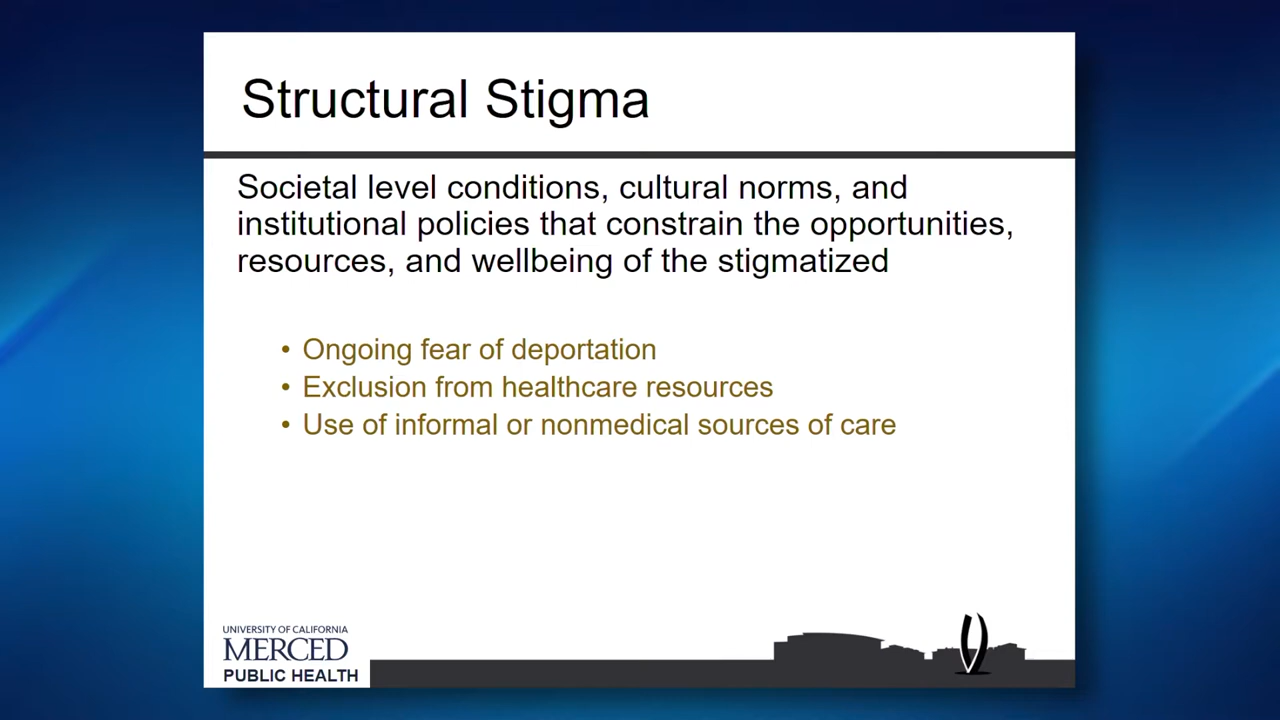 Structural Stigma
Societal level conditions, cultural norms, and
institutional policies that constrain the opportunities,
resources, and wellbeing of the stigmatized
• Ongoing fear of deportation
• Exclusion from healthcare resources
• Use of informal or nonmedical sources of care
UNIVERSITY OF CALIFORNIA
MERCED
PUBLIC HEALTH